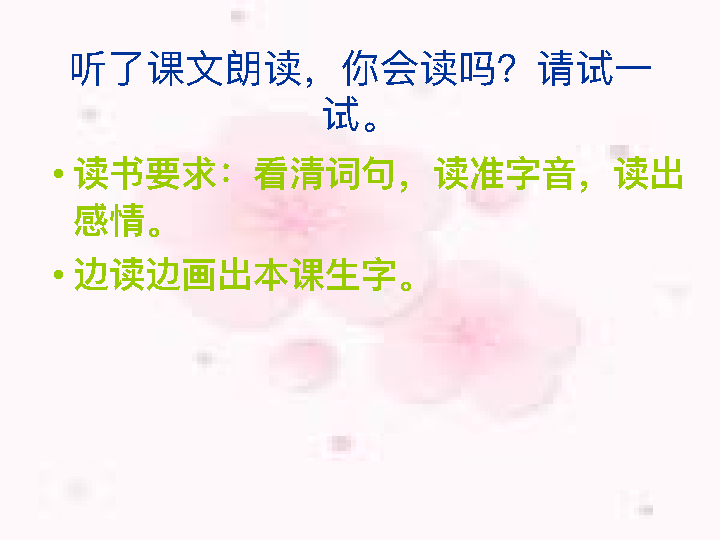 听了课文朗读，你会读吗？请试一
试。
• 读书要求：看清词句，读准字音，读出
感情。
• 边读边画出本课生字。